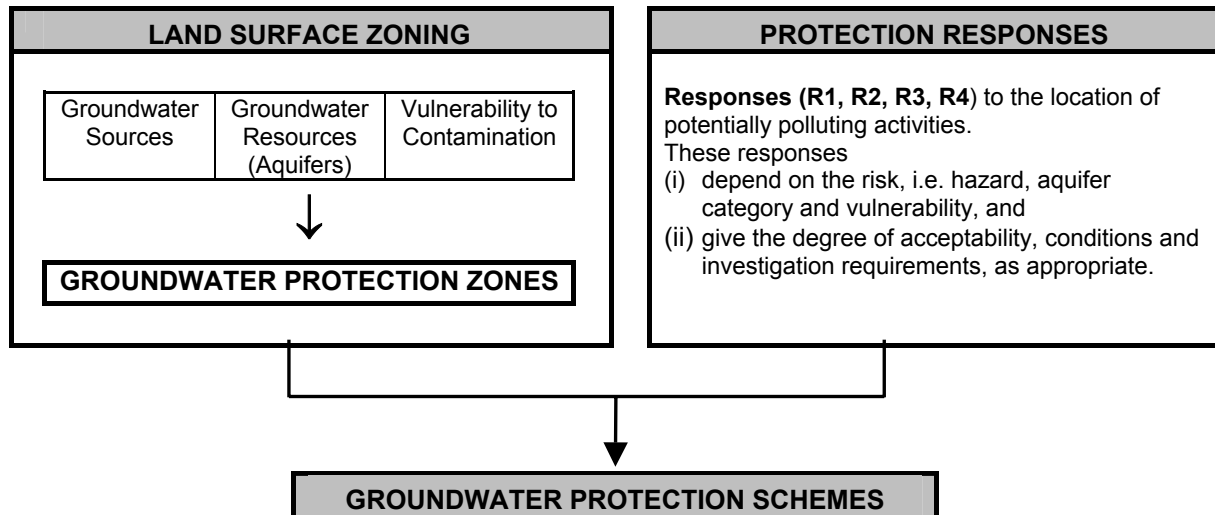 LAND SURFACE ZONING
Groundwater Sources
Groundwater Resources (Aquifers)
Vulnerability to Contamination
GROUNDWATER PROTECTION ZONES
PROTECTION RESPONSES
Responses (R1, R2, R3, R4) to the location of
potentially polluting activities.
These responses
(i) depend on the risk, i.e. hazard, aquifer
category and vulnerability, and
(ii) give the degree of acceptability, conditions and
investigation requirements, as appropriate.
GROUNDWATER PROTECTION SCHEMES